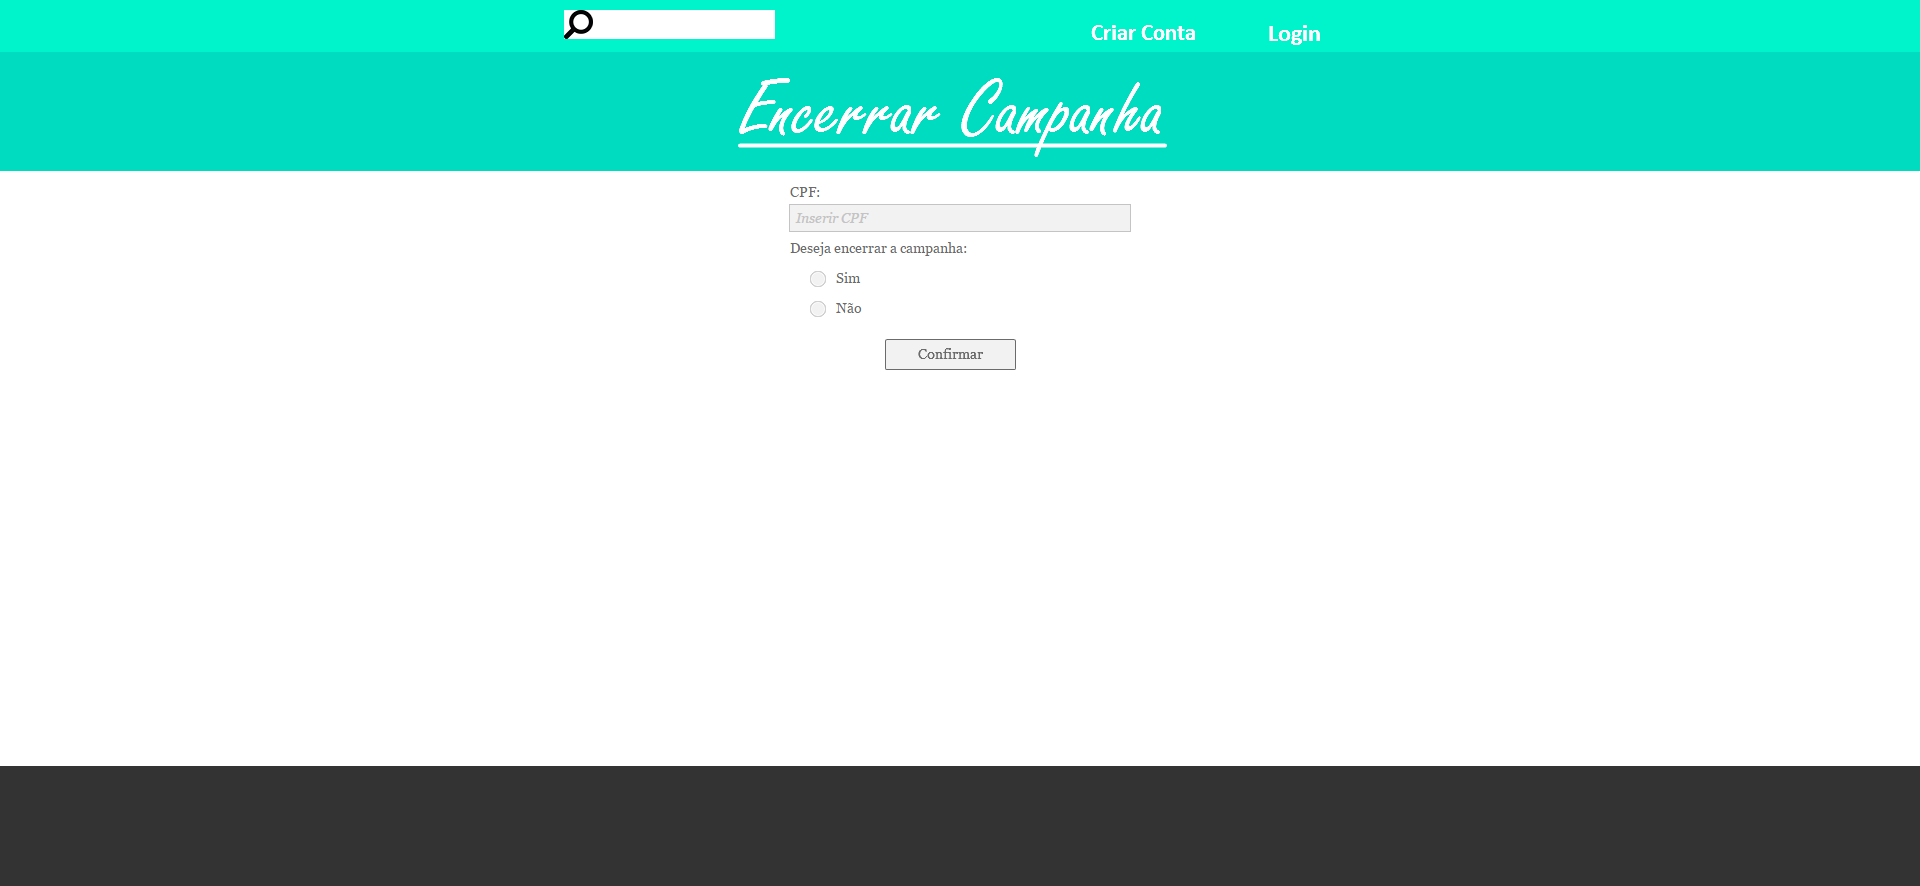 Criar Conta Login
Encerrar Campanha
CPF:
Inserir CPF
Deseja encerrar a campanha:
Sim
Não
Confirmar